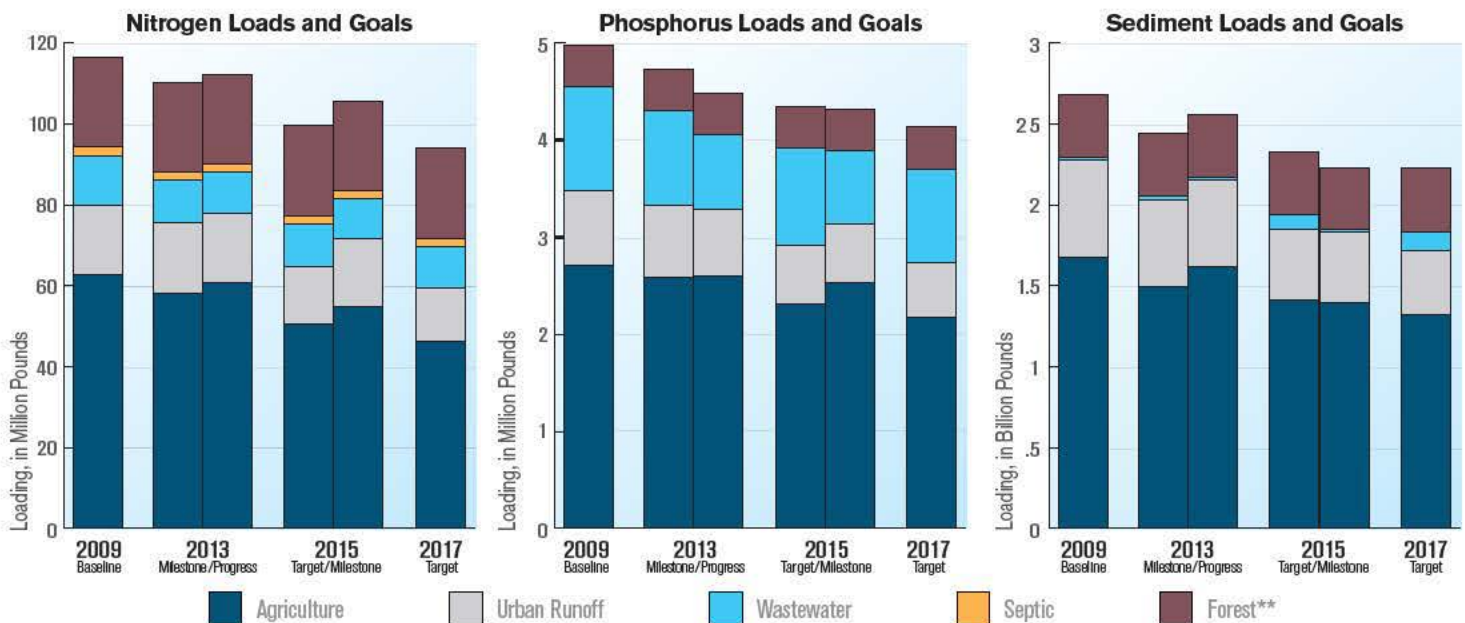 Nitrogen Loads and Goals
Loading, in Million Pounds
120
100
80
60
40
20
0
2009
Baseline
2013
Milestone/Progress
2015
Target/Milestone
2017
Target
Phosphorus Loads and Goals
Loading, in Million Pounds
5
4
3
2
1
0
2009
Baseline
2013
Milestone/Progress
2015
Target/Milestone
2017
Target
Sediment Loads and Goals
Loading, in Billion Pounds
3
2.5
2
1.5
1
.5
0
2009
Baseline
2013
Milestone/Progress
2015
Target/Milestone
2017
Target
Agriculture
Urban Runoff
Wastewater
Septic
Forest**